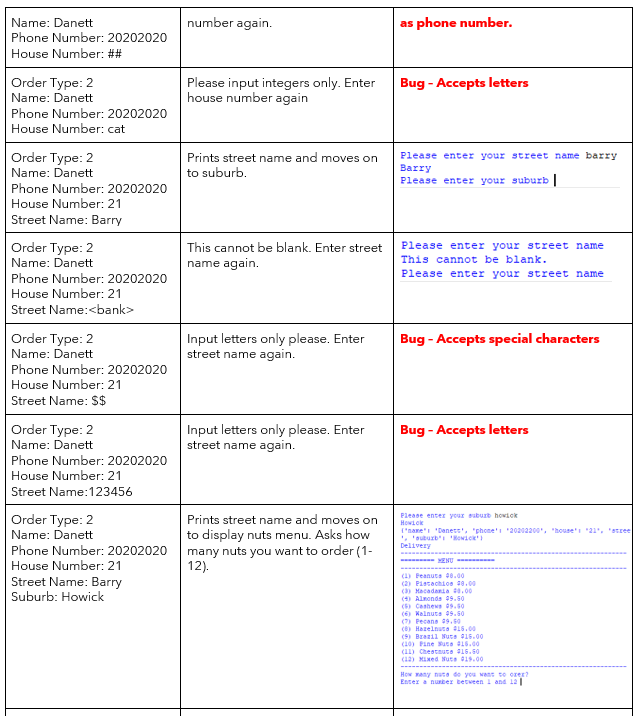 Name: Danett
Phone Number: 20202020
House Number: ##
number again.
as phone number.
Order Type: 2
Name: Danett
Phone Number: 20202020
House Number: cat
Please input integers only. Enter
house number again
Bug – Accepts letters
Order Type: 2
Name: Danett
Phone Number: 20202020
House Number: 21
Street Name: Barry
Prints street name and moves on
to suburb.
Please enter your street name barry
Barry
Please enter your suburb
Order Type: 2
Name: Danett
Phone Number: 20202020
House Number: 21
Street Name:<bank>
This cannot be blank. Enter street
name again.
Please enter your street name
This cannot be blank.
Please enter your street name
Order Type: 2
Name: Danett
Phone Number: 20202020
House Number: 21
Street Name: $$
Input letters only please. Enter
street name again.
Bug – Accepts special characters
Order Type: 2
Name: Danett
Phone Number: 20202020
House Number: 21
Street Name:123456
Input letters only please. Enter
street name again.
Bug – Accepts letters
Order Type: 2
Name: Danett
Phone Number: 20202020
House Number: 21
Street Name: Barry
Suburb: Howick
Prints street name and moves on
to display nuts menu. Asks how
many nuts you want to order (1-
12).
Please enter your suburb howick
Howick
{'name': 'Danett', 'phone': '20202200', 'house': '21', 'stree
', 'suburb': 'Howick'}
Delivery
========= MENU ==========
(1) Peanuts $8.00
(2) Pistachios $8.00
(3) Macadamia $8.00
(4) Almonds $9.50
(5) Cashews $9.50
(6) Walnuts $9.50
(7) Pecans $9.50
(8) Hazelnuts $15.00
(9) Brazil Nuts $15.00
(10) Pine Nuts $15.00
(11) Chestnuts $15.50
(12) Mixed Nuts $19.00
How many nuts do you want to orer?
Enter a number between 1 and 12